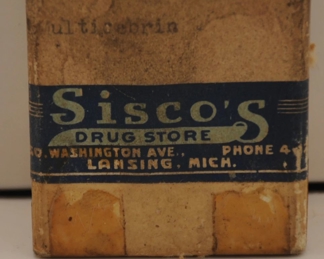 ulticebrin
Sisco's
DRUG STORE
O. WASHINGTON AVE., PHONE 4
LANSING, MICH.